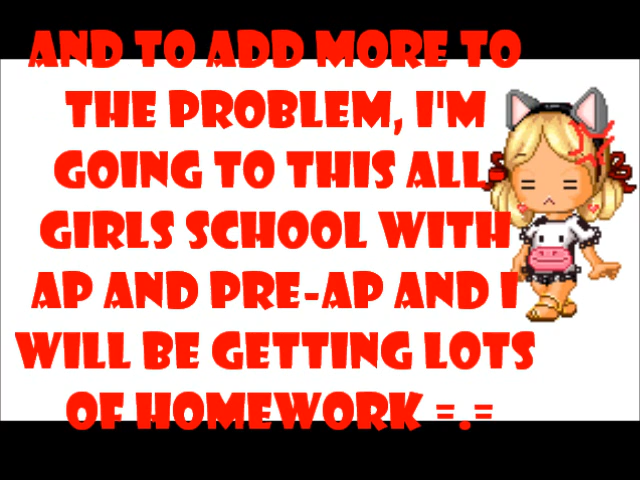 AND TO ADD MORE TO
THE PROBLEM, I'M
GOING TO THIS ALL
GIRLS SCHOOL WITH
AP AND PRE-AP AND I
WILL BE GETTING LOTS
OF HOMEWORK =.=